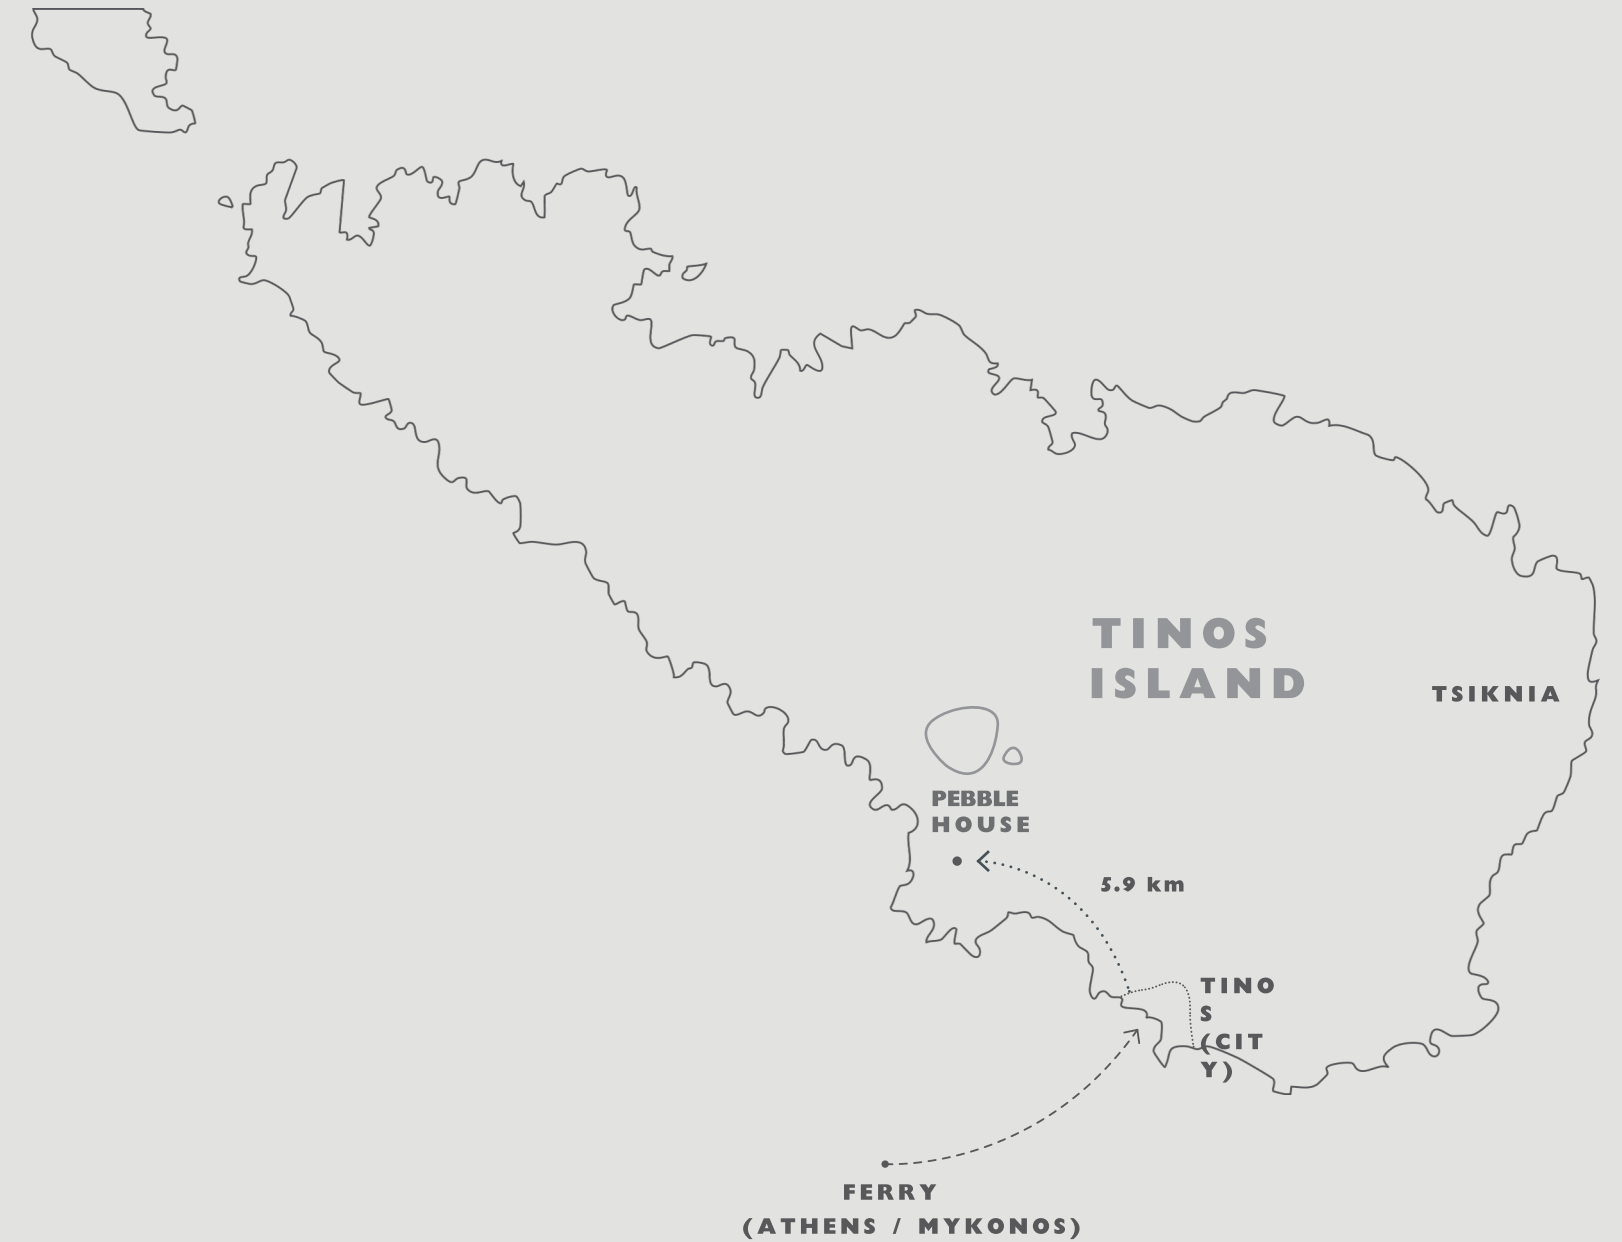 TINOS
ISLAND
TSIKNIA
PEBBLE
HOUSE
5.9 km
TINO
S
(CIT
Y)
FERRY
(ATHENS / MYKONOS)